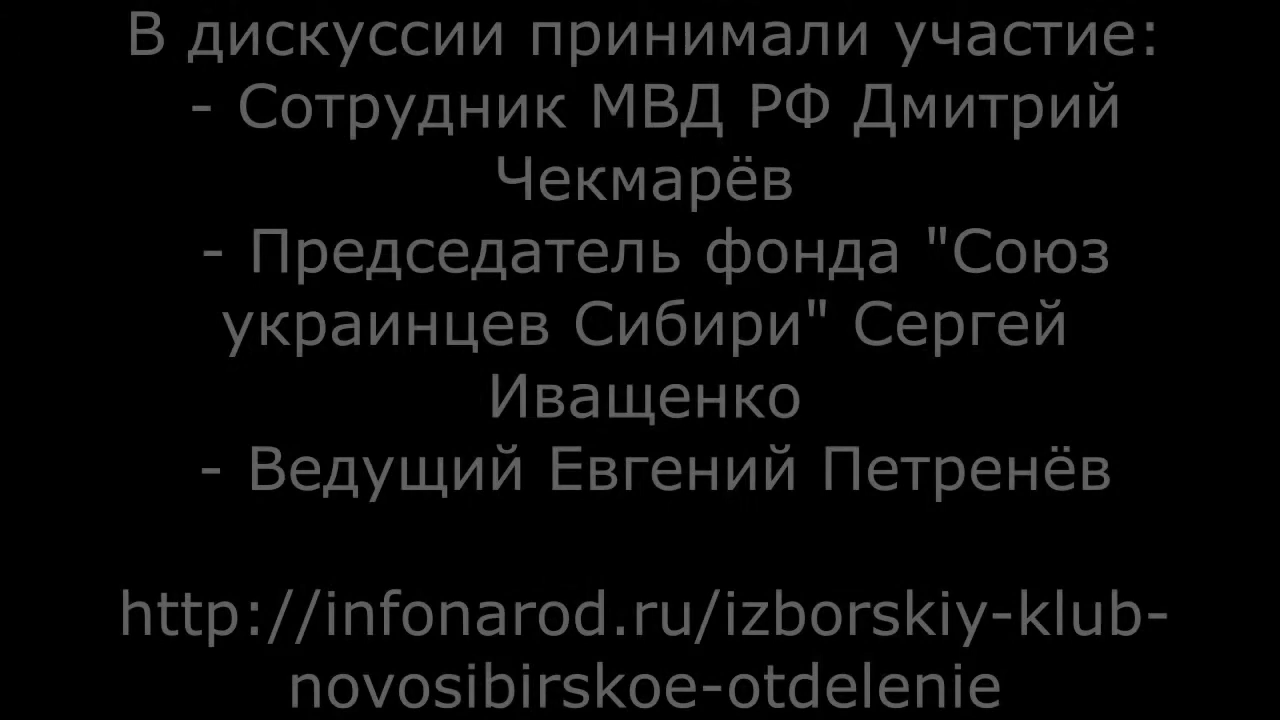 В дискуссии принимали участие:
- Сотрудник МВД РФ Дмитрий
Чекмарёв
- Председатель фонда "Союз
украинцев Сибири" Сергей
Иващенко
- Ведущий Евгений Петренёв
http://infonarod.ru/izborskiy-klub-
novosibirskoe-otdelenie